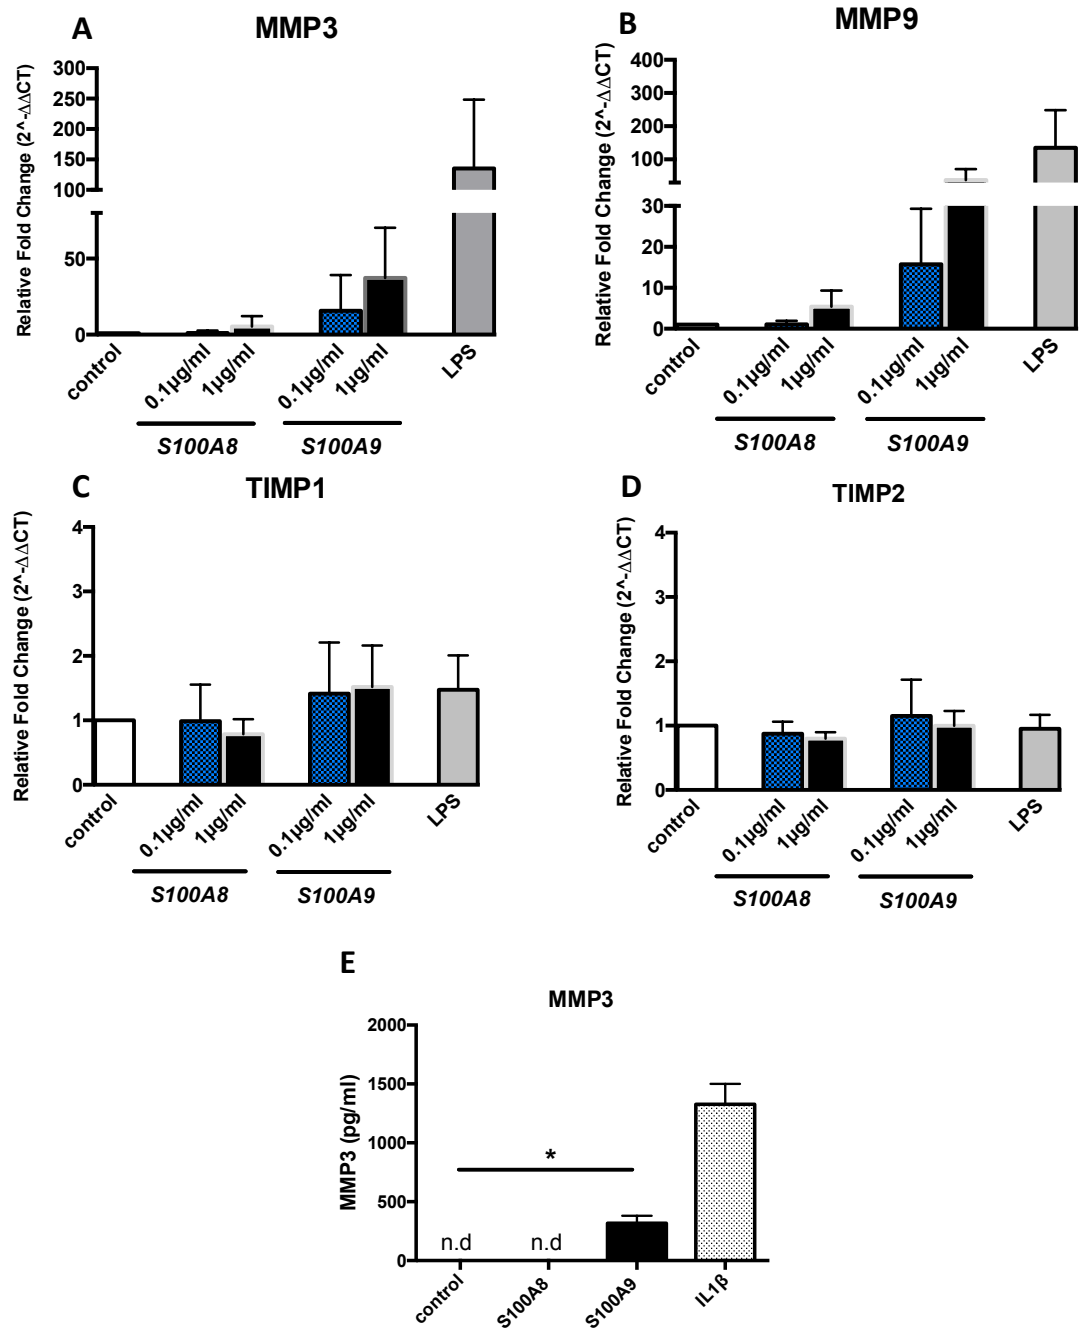 A
MMP3
Relative Fold Change (2^-ΔΔCT)
300
250
200
150
100
50
0
control
0.1µg/ml
1µg/ml
0.1µg/ml
1µg/ml
LPS
S100A8
S100A9
B
MMP9
Relative Fold Change (2^-ΔΔCT)
400
300
200
100
30
20
10
0
control
0.1µg/ml
1µg/ml
0.1µg/ml
1µg/ml
LPS
S100A8
S100A9
C
TIMP1
Relative Fold Change (2^-ΔΔCT)
4
3
2
1
0
control
0.1µg/ml
1µg/ml
0.1µg/ml
1µg/ml
LPS
S100A8
S100A9
D
TIMP2
Relative Fold Change (2^-ΔΔCT)
4
3
2
1
0
control
0.1µg/ml
1µg/ml
0.1µg/ml
1µg/ml
LPS
S100A8
S100A9
E
MMP3
MMP3 (pg/ml)
2000
1500
1000
500
0
*
n.d
n.d
control
S100A8
S100A9
IL1β